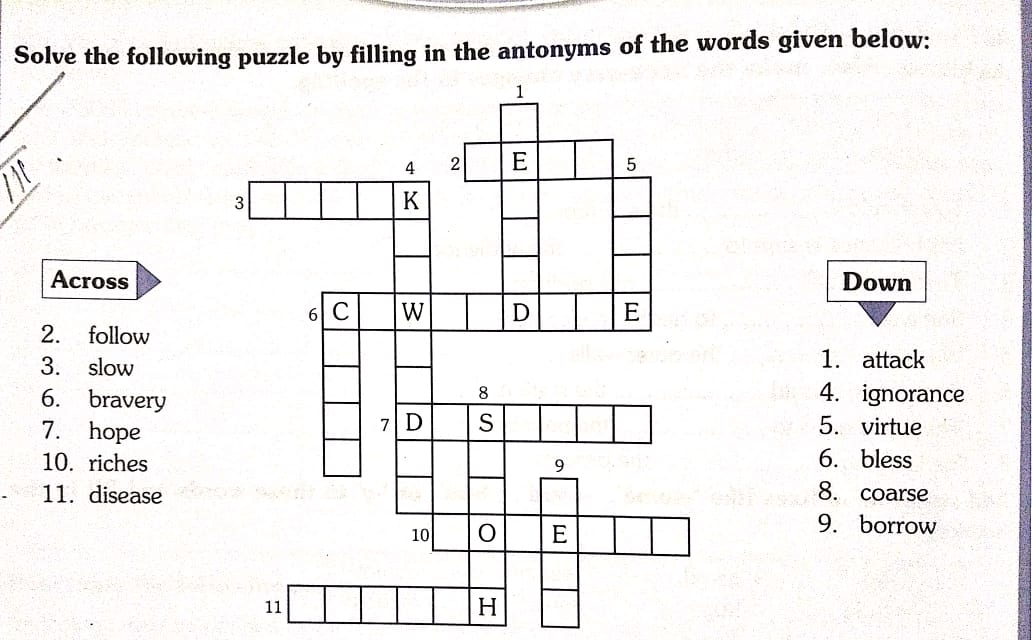 Solve the following puzzle by filling in the antonyms of the words given below:
1
4 2 E 5
3 K
Across
Down
6 C W D E
2. follow
3. slow
6. bravery
7. hope
10. riches
11. disease
1. attack
4. ignorance
5. virtue
6. bless
8. coarse
9. borrow
8
7 D S
9
10 O E
11 H